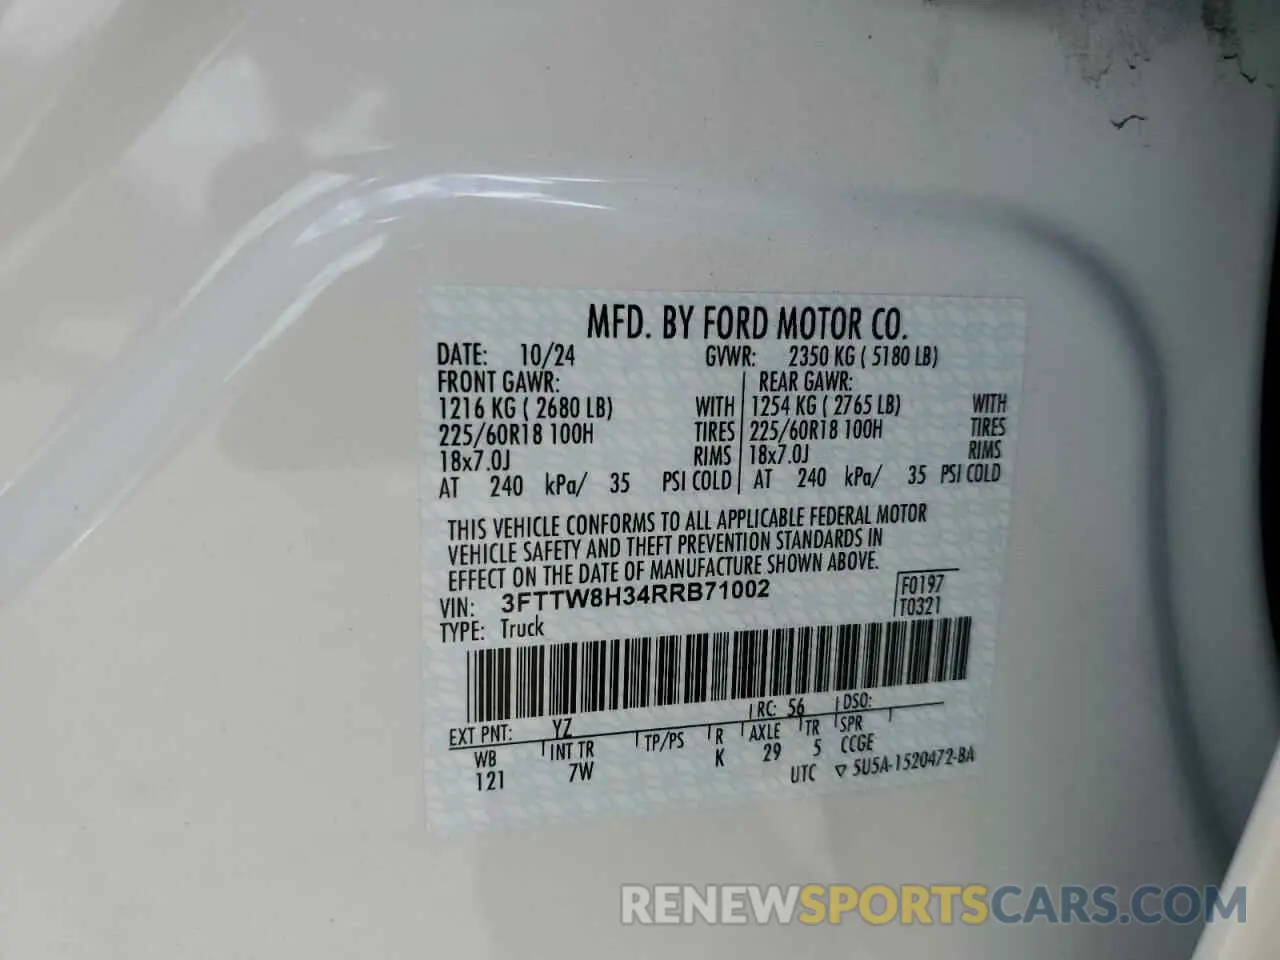 MFD. BY FORD MOTOR CO.
DATE: 10/24 GVWR: 2350 KG ( 5180 LB)
FRONT GAWR: REAR GAWR:
1216 KG ( 2680 LB) WITH 1254 KG ( 2765 LB) WITH
225/60R18 100H TIRES 225/60R18 100H TIRES
18x7.0J RIMS 18x7.0J RIMS
AT 240 kPa/ 35 PSI COLD AT 240 kPa/ 35 PSI COLD
THIS VEHICLE CONFORMS TO ALL APPLICABLE FEDERAL MOTOR
VEHICLE SAFETY AND THEFT PREVENTION STANDARDS IN
EFFECT ON THE DATE OF MANUFACTURE SHOWN ABOVE.
VIN: 3FTTW8H34RRB71002 F0197
TYPE: Truck T0321
EXT PNT: YZ RC: 56 DSO:
WB INT TR TP/PS R AXLE TR SPR
121 7W K 29 5 CCGE
UTC ▽ 5U5A-1520472-BA
RENEWSPORTSCARS.COM